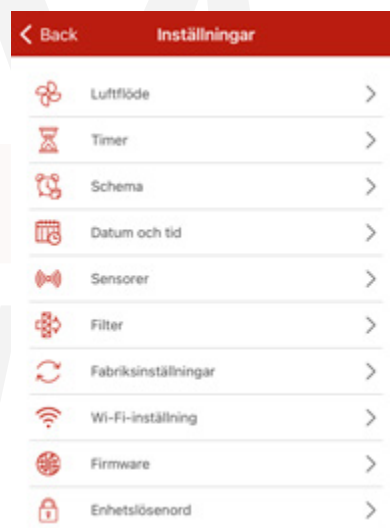 Back Inställningar
Luftflöde
Timer
Schema
Datum och tid
Sensorer
Filter
Fabriksinställningar
Wi-Fi-inställning
Firmware
Enhetslösenord